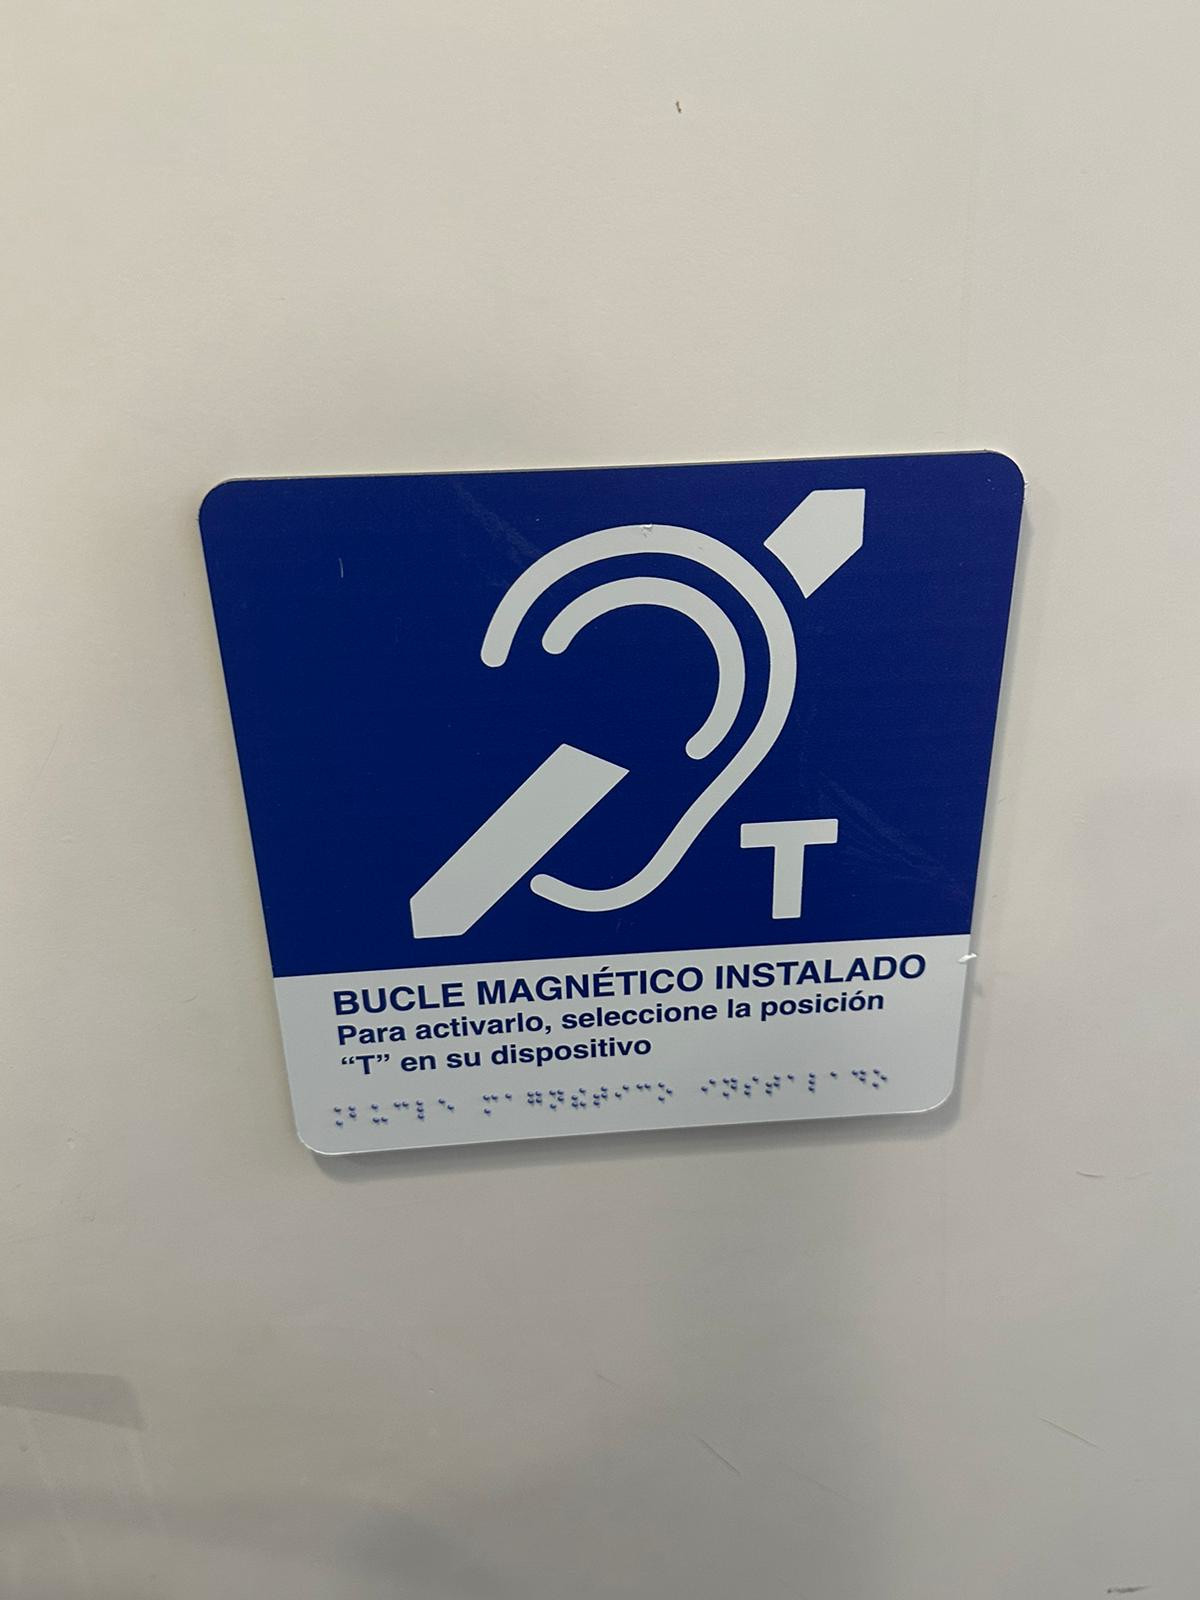 T
BUCLE MAGNÉTICO INSTALADO
Para activarlo, seleccione la posición
“T” en su dispositivo